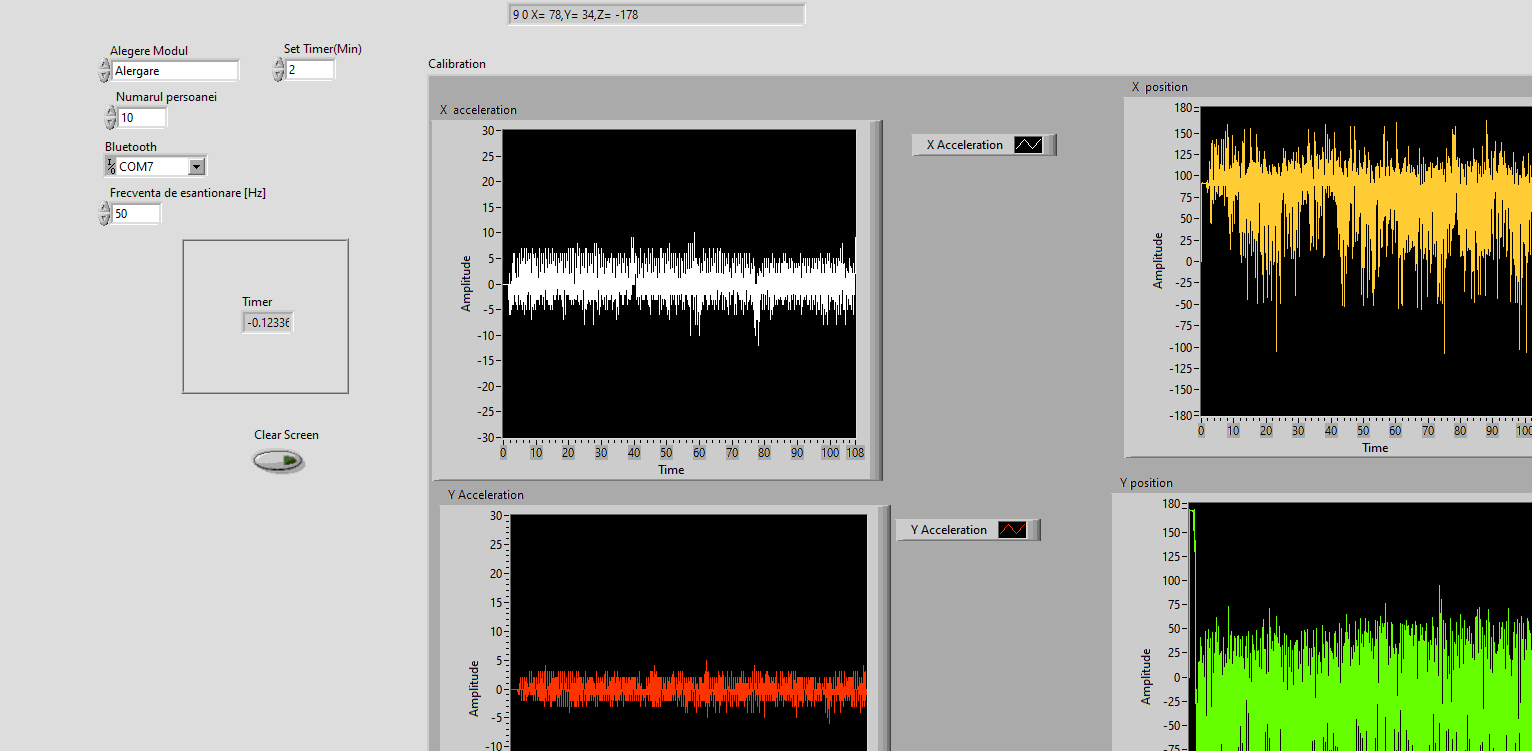 9 0 X= 78,Y= 34,Z= -178
Alegere Modul
Alergare
Set Timer(Min)
2
Numarul persoanei
10
Bluetooth
COM7
Frecventa de esantionare [Hz]
50
Timer
-0.12336
Clear Screen
Calibration
X acceleration
30
25
20
15
10
5
0
-5
-10
-15
-20
-25
-30
Amplitude
0 10 20 30 40 50 60 70 80 90 100 108
Time
X Acceleration
X position
180
150
125
100
75
50
25
0
-25
-50
-75
-100
-125
-150
-180
Amplitude
0 10 20 30 40 50 60 70 80 90 100
Time
Y Acceleration
30
25
20
15
10
5
0
-5
-10
Amplitude
Y Acceleration
Y position
180
150
125
100
75
50
25
0
-25
-50
-75
Amplitude